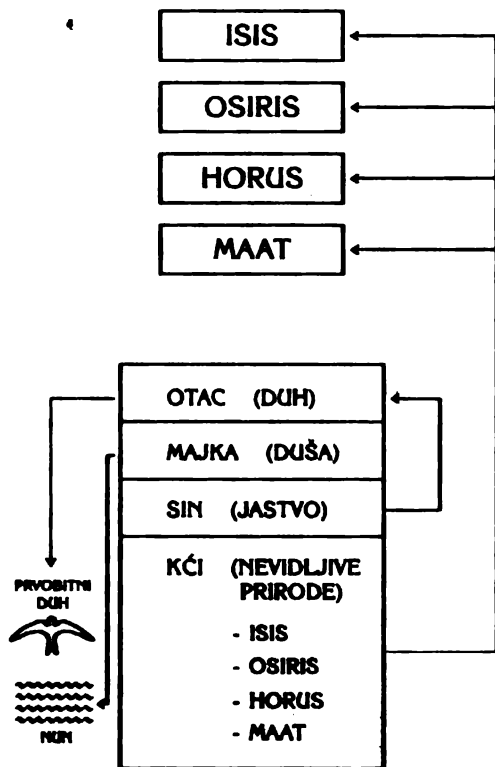 ISIS
OSIRIS
HORUS
MAAT
OTAC (DUH)
MAJKA (DUŠA)
SIN (JASTVO)
KĆI (NEVIDLJIVE
PRIRODE)
- ISIS
- OSIRIS
- HORUS
- MAAT
PRVOBITNI
DUH
NUN